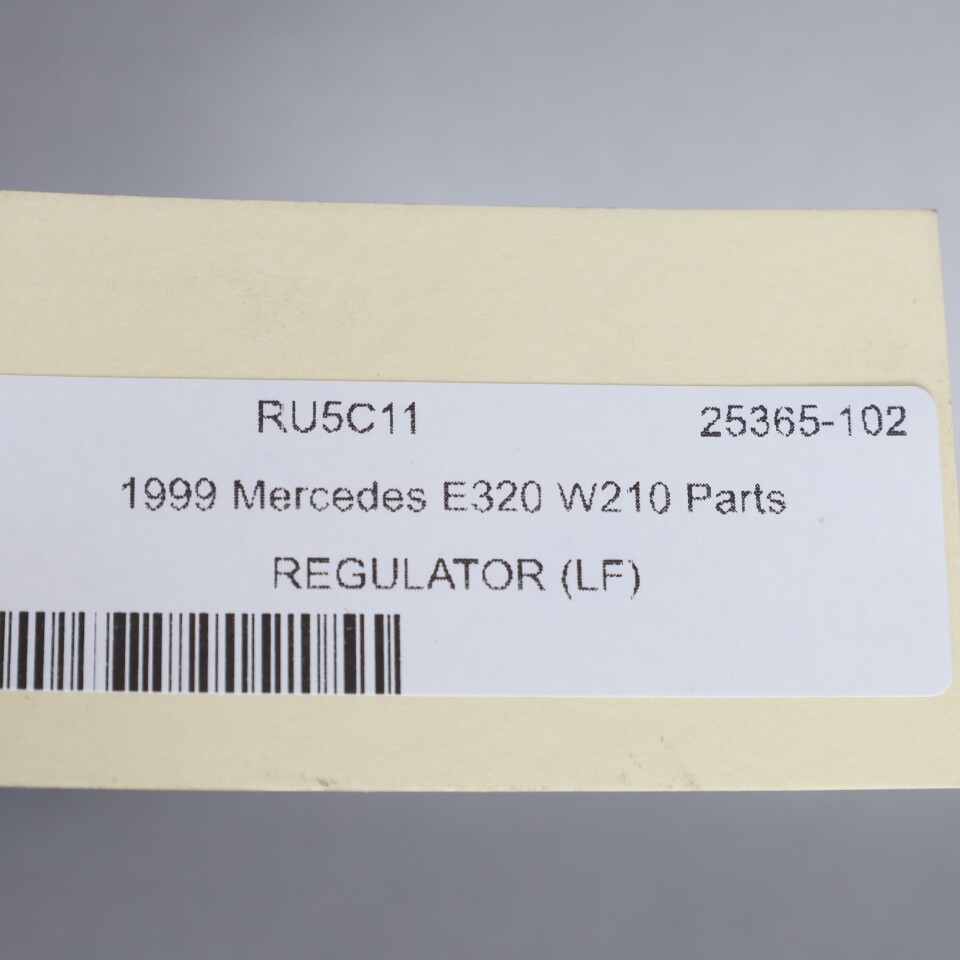 RU5C11 25365-102
1999 Mercedes E320 W210 Parts
REGULATOR (LF)